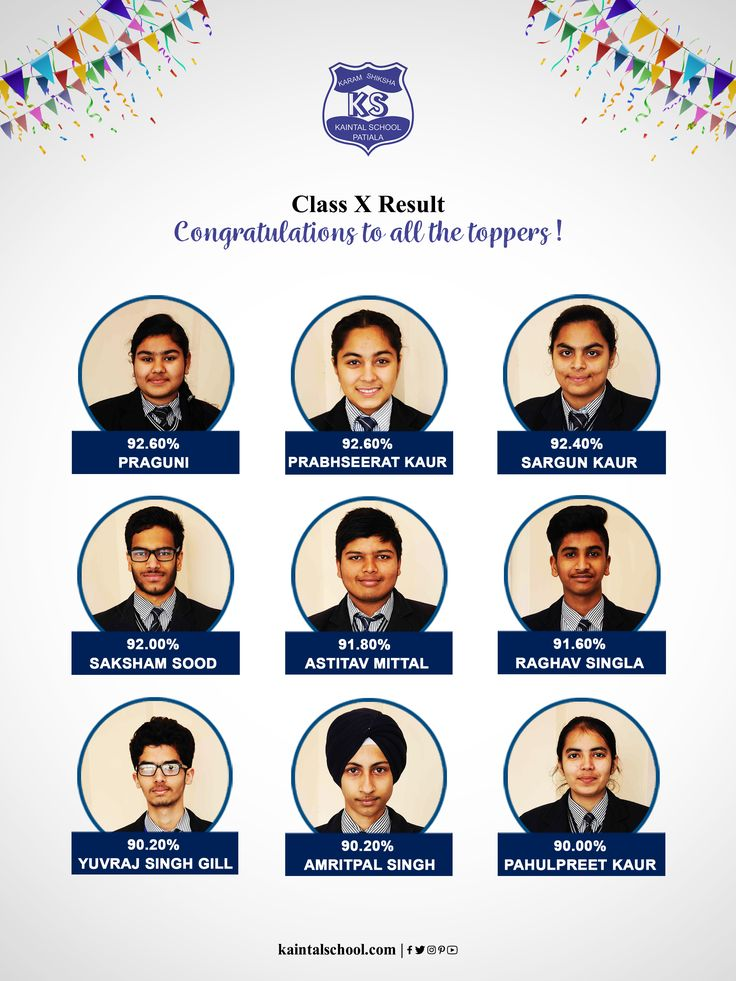 KARAM SHIKSHA
KS
KAINTAL SCHOOL
PATIALA
Class X Result
Congratulations to all the toppers !
92.60%
PRAGUNI
92.60%
PRABHSEERAT KAUR
92.40%
SARGUN KAUR
92.00%
SAKSHAM SOOD
91.80%
ASTITAV MITTAL
91.60%
RAGHAV SINGLA
90.20%
YUVRAJ SINGH GILL
90.20%
AMRITPAL SINGH
90.00%
PAHULPREET KAUR
kaintalschool.com |